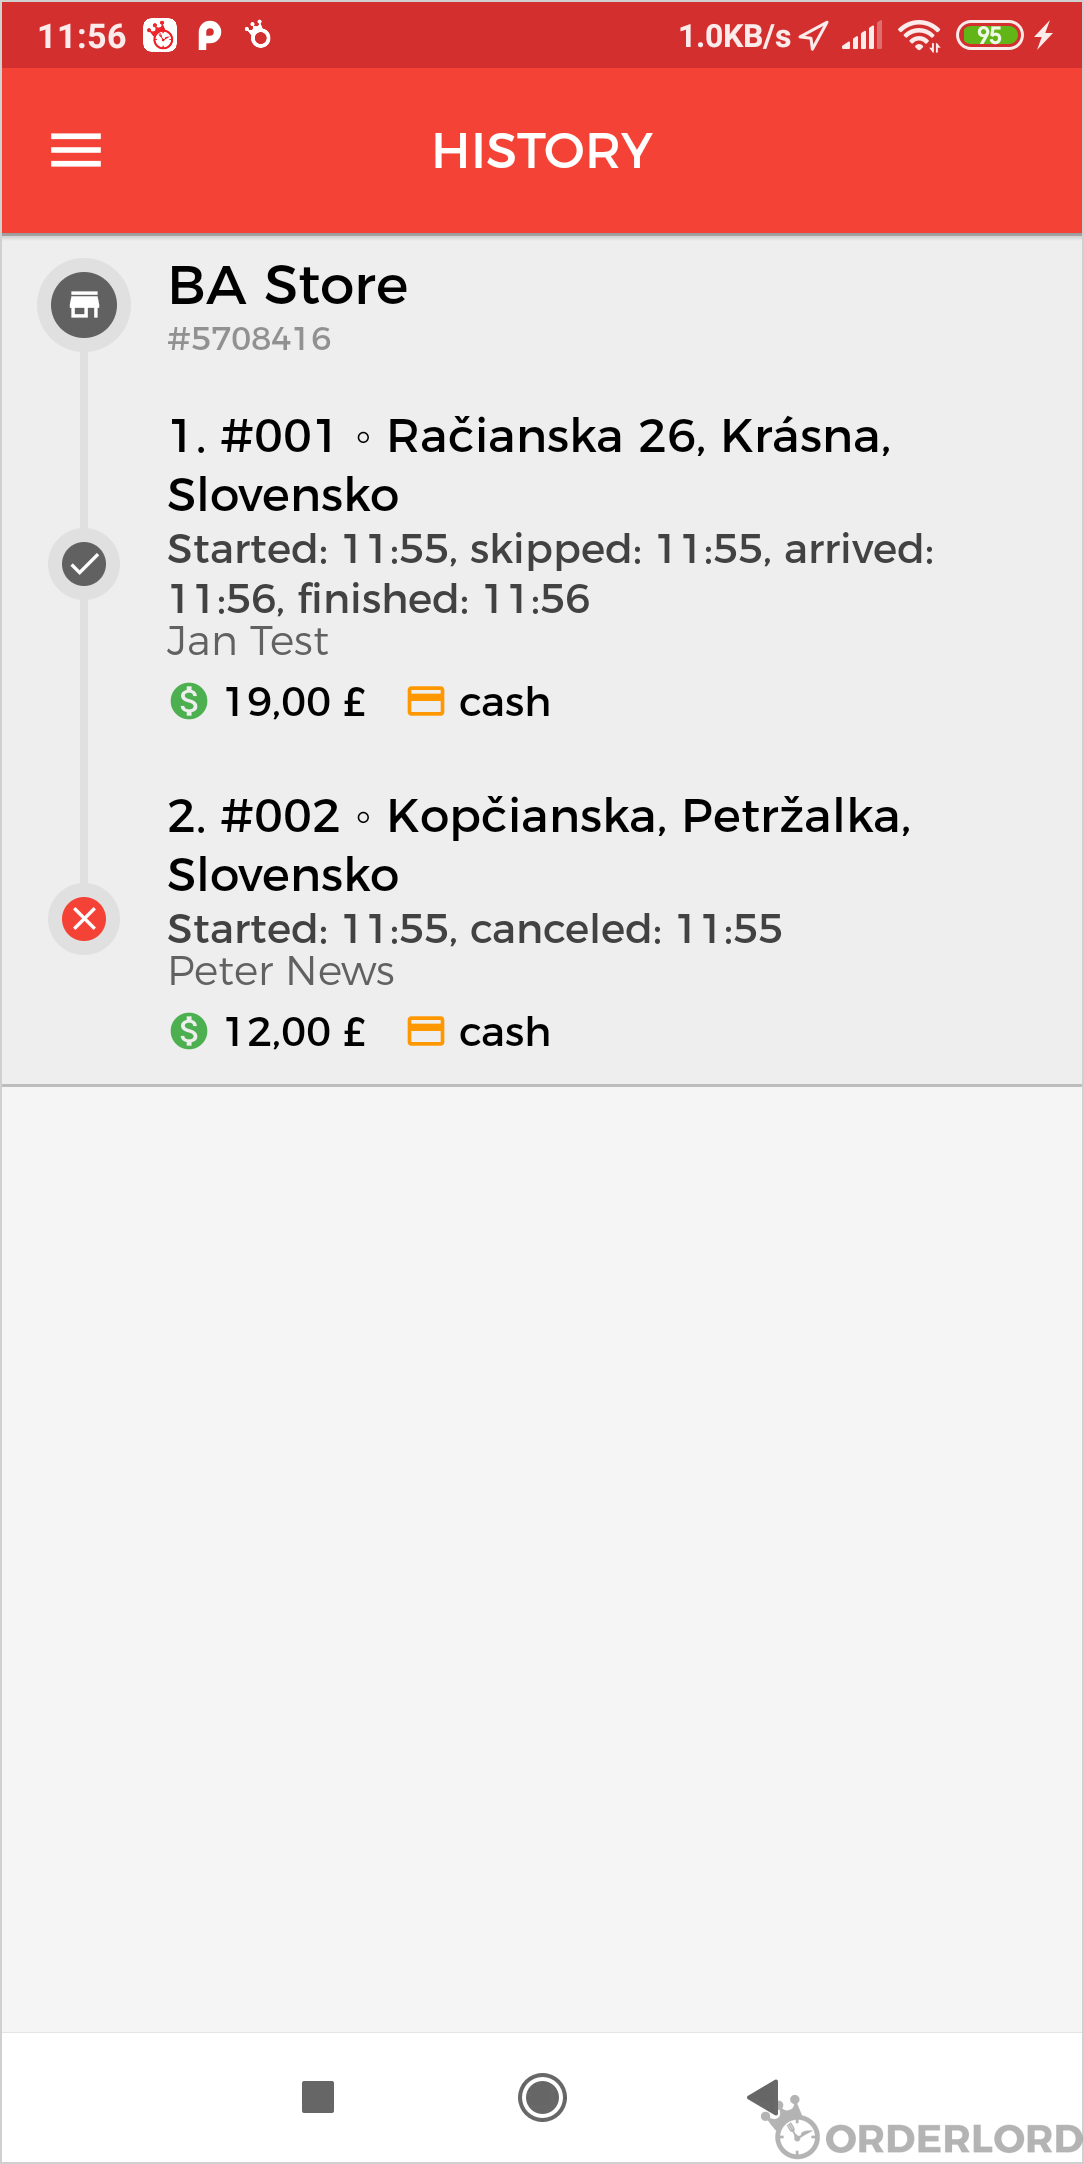 11:56 1.0KB/s 95
HISTORY
BA Store
#5708416
1. #001 ◦ Račianska 26, Krásna,
Slovensko
Started: 11:55, skipped: 11:55, arrived:
11:56, finished: 11:56
Jan Test
19,00 £ cash
2. #002 ◦ Kopčianska, Petržalka,
Slovensko
Started: 11:55, canceled: 11:55
Peter News
12,00 £ cash
ORDERLORD